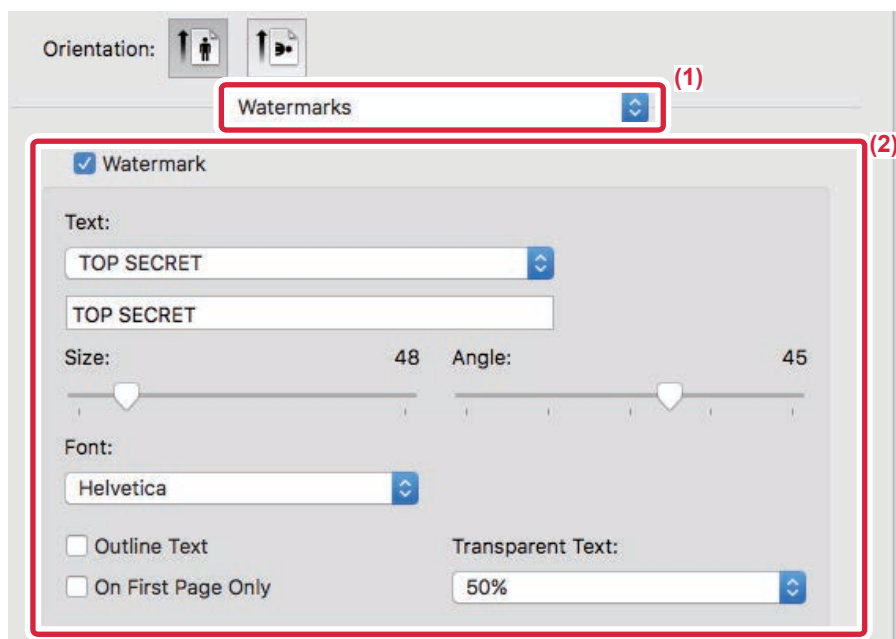 Orientation:
(1)
Watermarks
(2)
Watermark
Text:
TOP SECRET
TOP SECRET
Size: 48 Angle: 45
Font:
Helvetica
Outline Text Transparent Text:
On First Page Only 50%